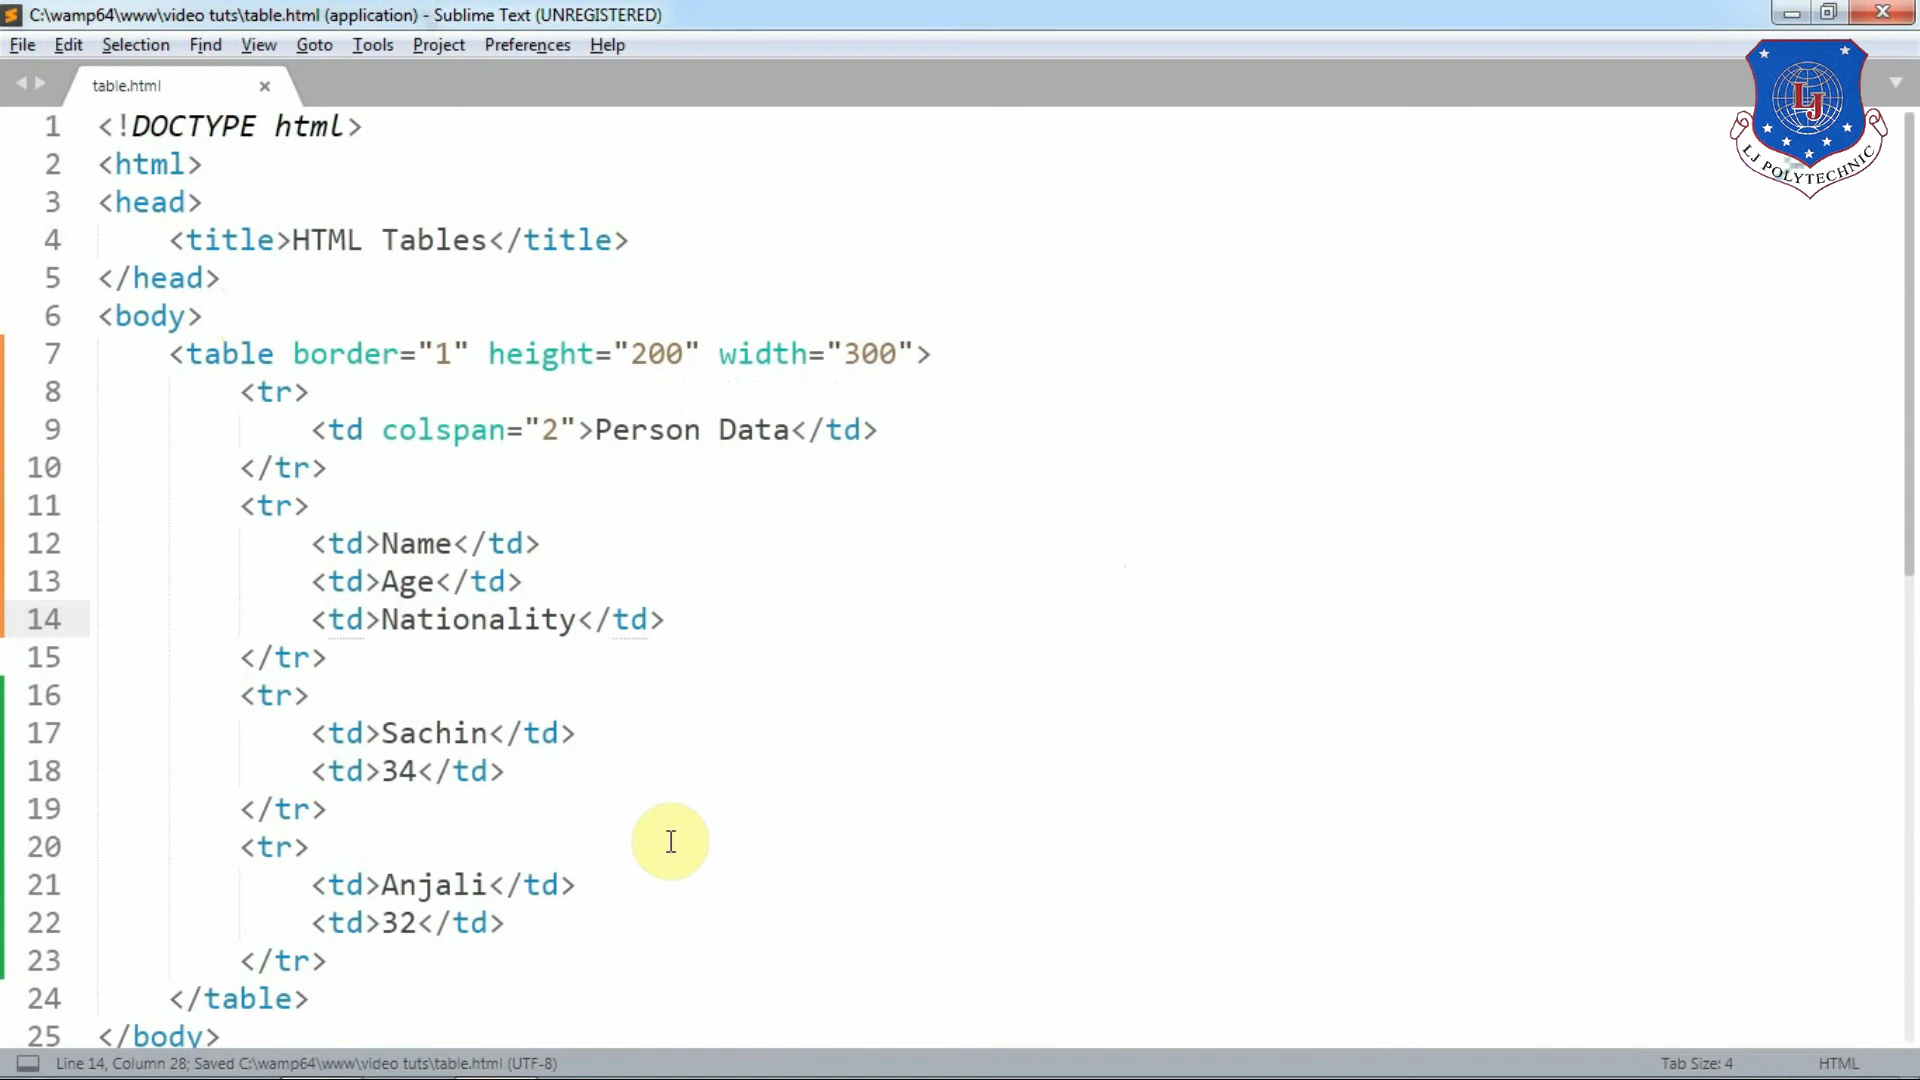 C:\wamp64\www\video tuts\table.html (application) - Sublime Text (UNREGISTERED)
File Edit Selection Find View Goto Tools Project Preferences Help
table.html
LJ
LJ POLYTECHNIC
1 <!DOCTYPE html>
2 <html>
3 <head>
4 <title>HTML Tables</title>
5 </head>
6 <body>
7 <table border="1" height="200" width="300">
8 <tr>
9 <td colspan="2">Person Data</td>
10 </tr>
11 <tr>
12 <td>Name</td>
13 <td>Age</td>
14 <td>Nationality</td>
15 </tr>
16 <tr>
17 <td>Sachin</td>
18 <td>34</td>
19 </tr>
20 <tr>
21 <td>Anjali</td>
22 <td>32</td>
23 </tr>
24 </table>
25 </body>
Line 14, Column 28; Saved C:\wamp64\www\video tuts\table.html (UTF-8) Tab Size: 4 HTML